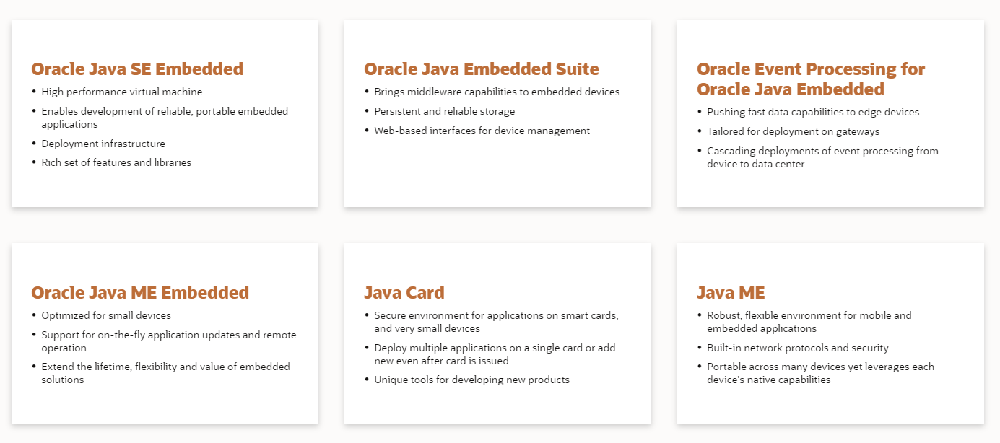 Oracle Java SE Embedded
• High performance virtual machine
• Enables development of reliable, portable embedded
applications
• Deployment infrastructure
• Rich set of features and libraries
Oracle Java Embedded Suite
• Brings middleware capabilities to embedded devices
• Persistent and reliable storage
• Web-based interfaces for device management
Oracle Event Processing for
Oracle Java Embedded
• Pushing fast data capabilities to edge devices
• Tailored for deployment on gateways
• Cascading deployments of event processing from
device to data center
Oracle Java ME Embedded
• Optimized for small devices
• Support for on-the-fly application updates and remote
operation
• Extend the lifetime, flexibility and value of embedded
solutions
Java Card
• Secure environment for applications on smart cards,
and very small devices
• Deploy multiple applications on a single card or add
new even after card is issued
• Unique tools for developing new products
Java ME
• Robust, flexible environment for mobile and
embedded applications
• Built-in network protocols and security
• Portable across many devices yet leverages each
device's native capabilities